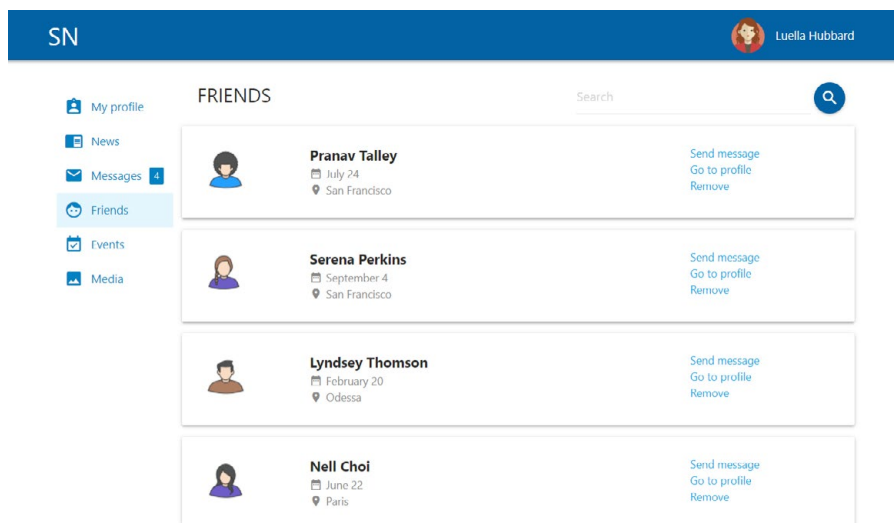 SN
Luella Hubbard
My profile
News
Messages 4
Friends
Events
Media
FRIENDS
Search
Pranav Talley
July 24
San Francisco
Send message
Go to profile
Remove
Serena Perkins
September 4
San Francisco
Send message
Go to profile
Remove
Lyndsey Thomson
February 20
Odessa
Send message
Go to profile
Remove
Nell Choi
June 22
Paris
Send message
Go to profile
Remove